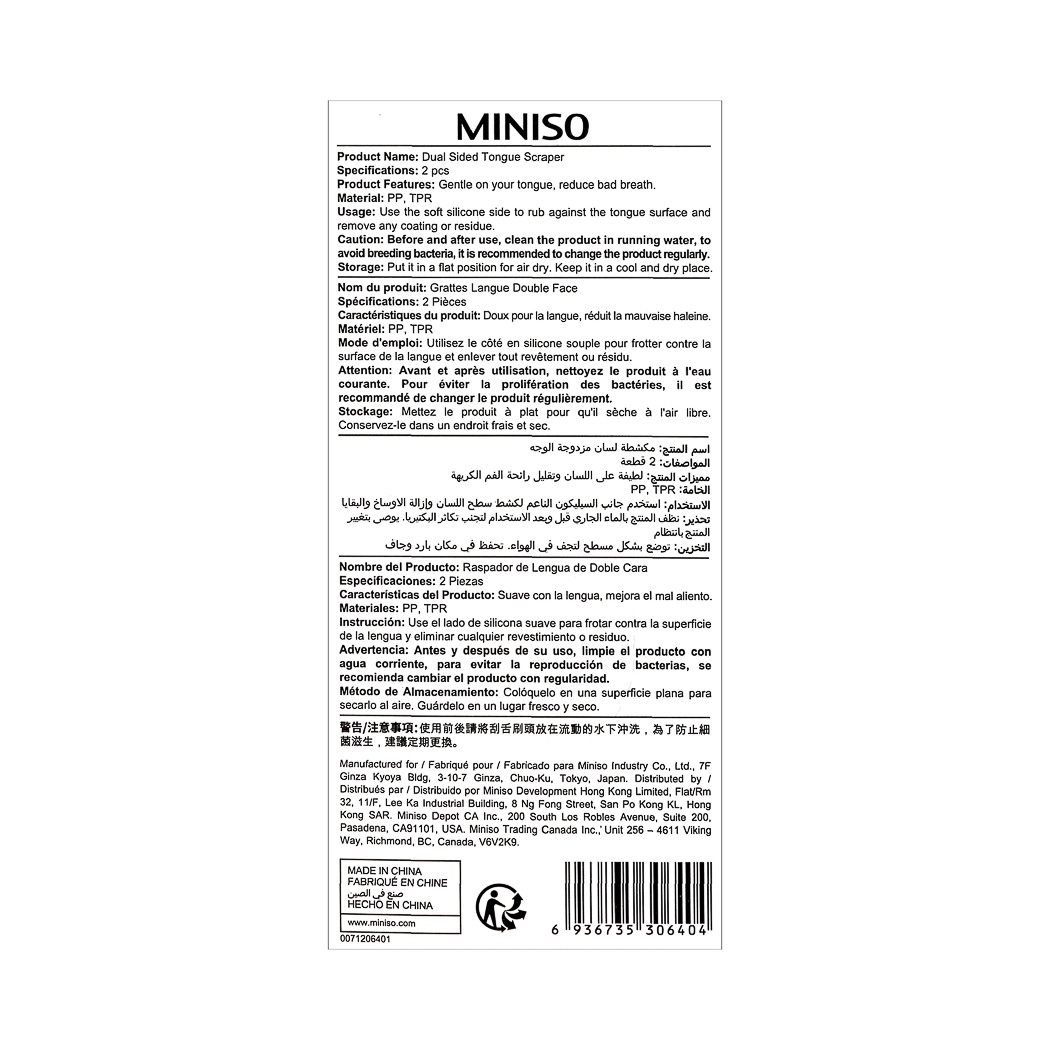 MINISO
Product Name: Dual Sided Tongue Scraper
Specifications: 2 pcs
Product Features: Gentle on your tongue, reduce bad breath.
Material: PP, TPR
Usage: Use the soft silicone side to rub against the tongue surface and
remove any coating or residue.
Caution: Before and after use, clean the product in running water, to
avoid breeding bacteria, it is recommended to change the product regularly.
Storage: Put it in a flat position for air dry. Keep it in a cool and dry place.
Nom du produit: Grattes Langue Double Face
Spécifications: 2 Pièces
Caractéristiques du produit: Doux pour la langue, réduit la mauvaise haleine.
Matériel: PP, TPR
Mode d'emploi: Utilisez le côté en silicone souple pour frotter contre la
surface de la langue et enlever tout revêtement ou résidu.
Attention: Avant et après utilisation, nettoyez le produit à l'eau
courante. Pour éviter la prolifération des bactéries, il est
recommandé de changer le produit régulièrement.
Stockage: Mettez le produit à plat pour qu'il sèche à l'air libre.
Conservez-le dans un endroit frais et sec.
اسم المنتج: مكشطة لسان مزدوجة الوجه
المواصفات: 2 قطعة
مميزات المنتج: لطيفة على اللسان وتقليل رائحة الفم الكريهة
الخامة: PP, TPR
الاستخدام: استخدم جانب السيليكون الناعم لكشط سطح اللسان وإزالة الاوساخ والبقايا
تحذير: نظف المنتج بالماء الجاري قبل وبعد الاستخدام لتجنب تكاثر البكتيريا. يوصى بتغيير
المنتج بانتظام
التخزين: توضع بشكل مسطح لتجف في الهواء. تحفظ في مكان بارد وجاف
Nombre del Producto: Raspador de Lengua de Doble Cara
Especificaciones: 2 Piezas
Características del Producto: Suave con la lengua, mejora el mal aliento.
Materiales: PP, TPR
Instrucción: Use el lado de silicona suave para frotar contra la superficie
de la lengua y eliminar cualquier revestimiento o residuo.
Advertencia: Antes y después de su uso, limpie el producto con
agua corriente, para evitar la reproducción de bacterias, se
recomienda cambiar el producto con regularidad.
Método de Almacenamiento: Colóquelo en una superficie plana para
secarlo al aire. Guárdelo en un lugar fresco y seco.
警告/注意事項:使用前後請將刮舌刷頭放在流動的水下沖洗，為了防止細
菌滋生，建議定期更換。
Manufactured for / Fabriqué pour / Fabricado para Miniso Industry Co., Ltd., 7F
Ginza Kyoya Bldg, 3-10-7 Ginza, Chuo-Ku, Tokyo, Japan. Distributed by /
Distribués par / Distribuido por Miniso Development Hong Kong Limited, Flat/Rm
32, 11/F, Lee Ka Industrial Building, 8 Ng Fong Street, San Po Kong KL, Hong
Kong SAR. Miniso Depot CA Inc., 200 South Los Robles Avenue, Suite 200,
Pasadena, CA91101, USA. Miniso Trading Canada Inc., Unit 256 – 4611 Viking
Way, Richmond, BC, Canada, V6V2K9.
MADE IN CHINA
FABRIQUÉ EN CHINE
صنع في الصين
HECHO EN CHINA
www.miniso.com
0071206401
6 936735 306404